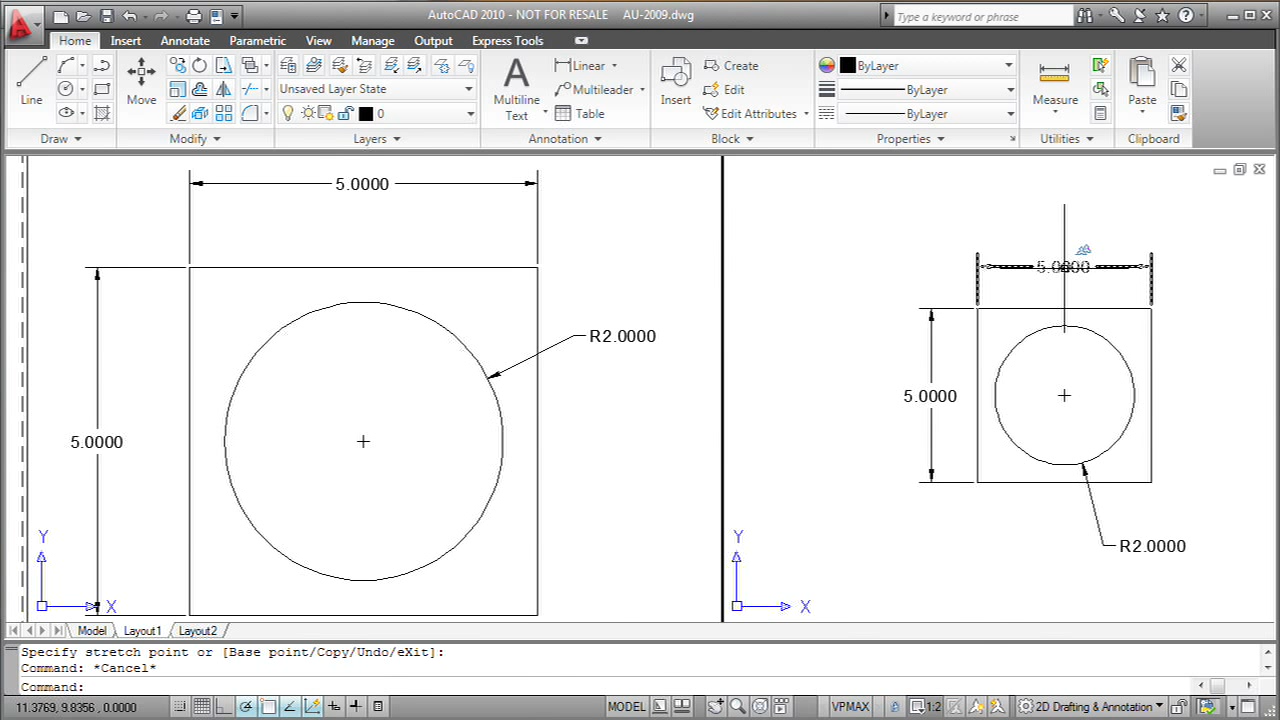 AutoCAD 2010 - NOT FOR RESALE AU-2009.dwg
Type a keyword or phrase
Home Insert Annotate Parametric View Manage Output Express Tools
Line
Move
Unsaved Layer State
0
Multiline
Text
Linear
Multileader
Table
Insert
Create
Edit
Edit Attributes
ByLayer
ByLayer
ByLayer
Measure
Paste
Draw Modify Layers Annotation Block Properties Utilities Clipboard
5.0000
R2.0000
5.0000
Y
X
5.0000
R2.0000
Y
X
Model Layout1 Layout2
Specify stretch point or [Base point/Copy/Undo/eXit]:
Command: *Cancel*
Command:
11.3769, 9.8356, 0.0000
MODEL
VPMAX
1:2
2D Drafting & Annotation